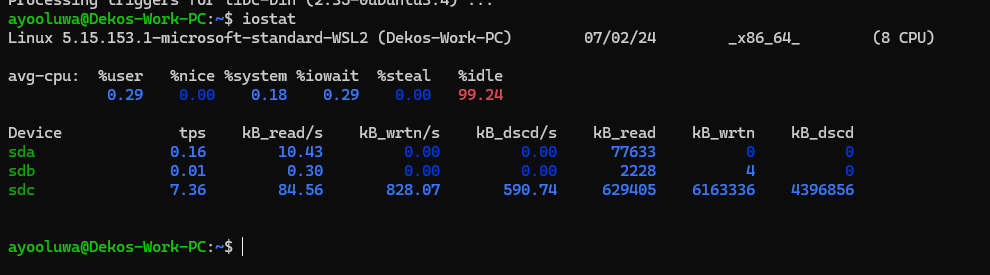 Processing triggers for libc-bin (2.35-0ubuntu3.4) ...
ayooluwa@Dekos-Work-PC:~$ iostat
Linux 5.15.153.1-microsoft-standard-WSL2 (Dekos-Work-PC) 07/02/24 _x86_64_ (8 CPU)
avg-cpu: %user %nice %system %iowait %steal %idle
0.29 0.00 0.18 0.29 0.00 99.24
Device tps kB_read/s kB_wrtn/s kB_dscd/s kB_read kB_wrtn kB_dscd
sda 0.16 10.43 0.00 0.00 77633 0 0
sdb 0.01 0.30 0.00 0.00 2228 4 0
sdc 7.36 84.56 828.07 590.74 629405 6163336 4396856
ayooluwa@Dekos-Work-PC:~$